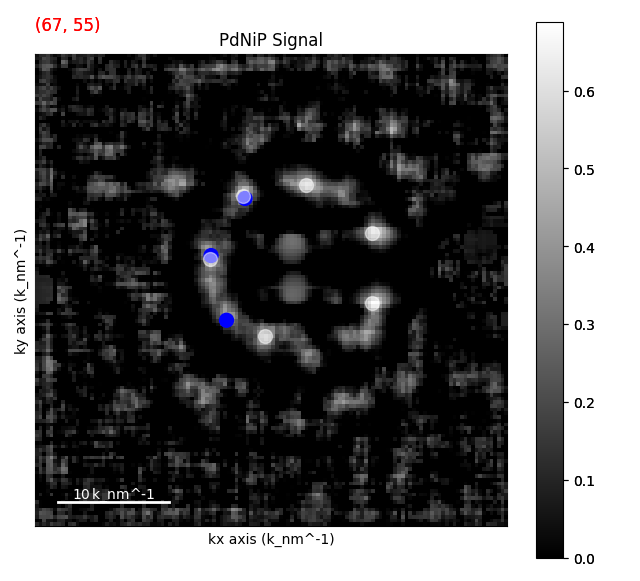 (67, 55)
PdNiP Signal
0.6
0.5
0.4
0.3
0.2
0.1
0.0
ky axis (k_nm^-1)
10 k_nm^-1
kx axis (k_nm^-1)